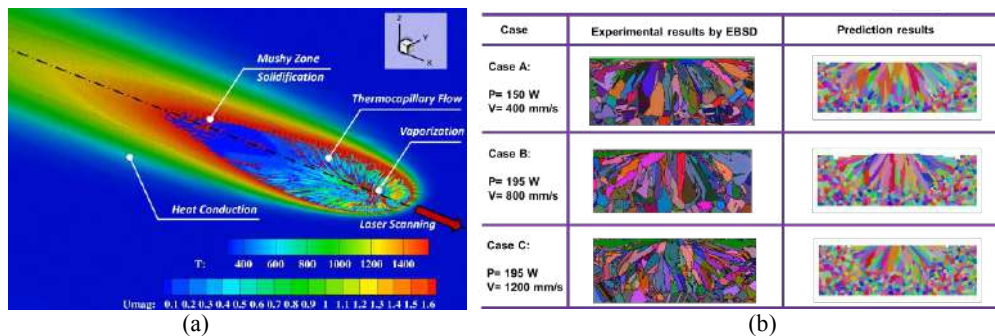 Z
Y
X
Mushy Zone
Solidification
Thermocapillary Flow
Vaporization
Heat Conduction
Laser Scanning
T: 400 600 800 1000 1200 1400
Umag: 0.1 0.2 0.3 0.4 0.5 0.6 0.7 0.8 0.9 1 1.1 1.2 1.3 1.4 1.5 1.6
(a)
Case Experimental results by EBSD Prediction results
Case A:
P= 150 W
V= 400 mm/s
Case B:
P= 195 W
V= 800 mm/s
Case C:
P= 195 W
V= 1200 mm/s
(b)